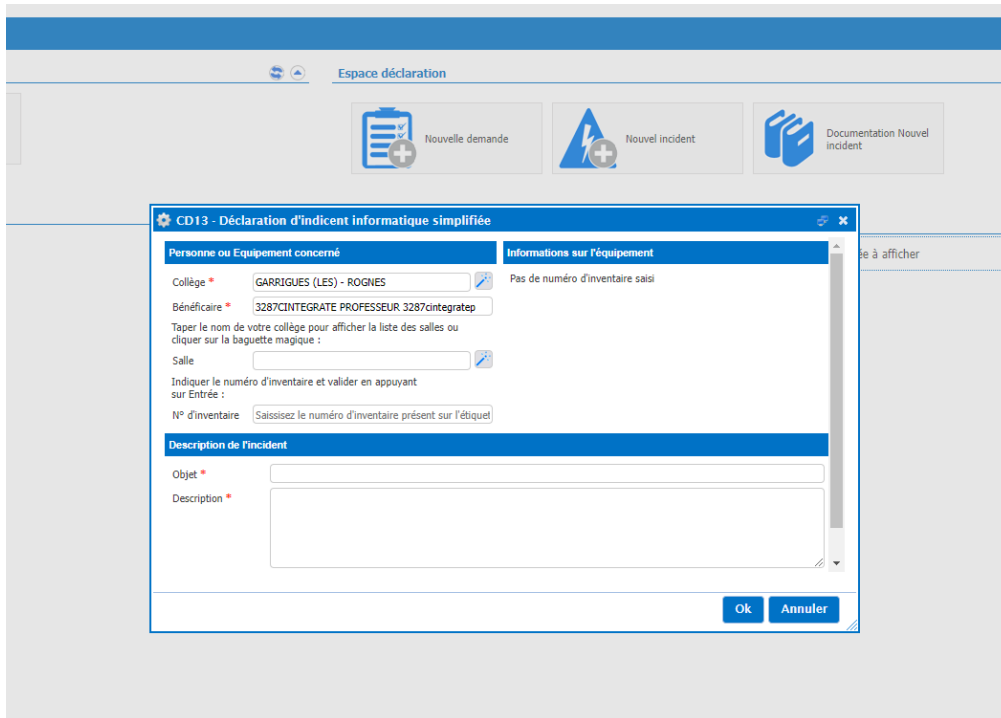 Espace déclaration
Nouvelle demande
Nouvel incident
Documentation Nouvel
incident
CD13 - Déclaration d'indicent informatique simplifiée
Personne ou Equipement concerné
Informations sur l'équipement
ée à afficher
Collège * GARRIGUES (LES) - ROGNES
Pas de numéro d'inventaire saisi
Bénéficaire * 3287CINTEGRATE PROFESSEUR 3287cintegratep
Taper le nom de votre collège pour afficher la liste des salles ou
cliquer sur la baguette magique :
Salle
Indiquer le numéro d'inventaire et valider en appuyant
sur Entrée :
N° d'inventaire Saisissez le numéro d'inventaire présent sur l'étiquet
Description de l'incident
Objet *
Description *
Ok Annuler